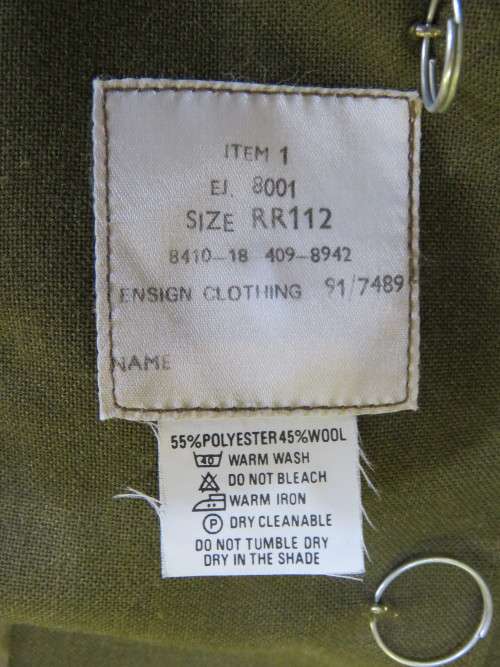 ITEM 1
EJ. 8001
SIZE RR112
8410-18 409-8942
ENSIGN CLOTHING 91/7489
NAME
55%POLYESTER45%WOOL
40 WARM WASH
DO NOT BLEACH
WARM IRON
P DRY CLEANABLE
DO NOT TUMBLE DRY
DRY IN THE SHADE